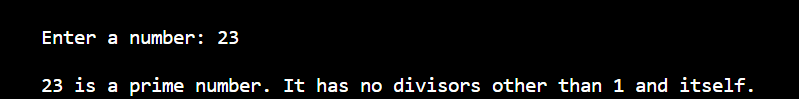 Enter a number: 23
23 is a prime number. It has no divisors other than 1 and itself.